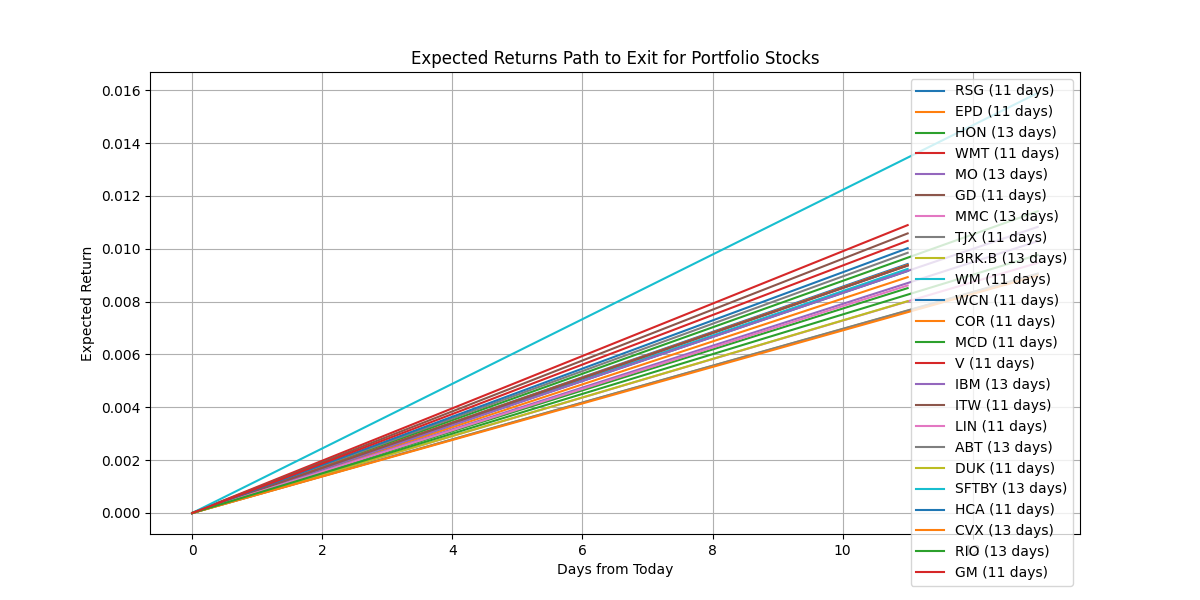 Expected Returns Path to Exit for Portfolio Stocks
Expected Return
0.016
0.014
0.012
0.010
0.008
0.006
0.004
0.002
0.000
0
2
4
6
8
10
12
Days from Today
RSG (11 days)
EPD (11 days)
HON (13 days)
WMT (11 days)
MO (13 days)
GD (11 days)
MMC (13 days)
TJX (11 days)
BRK.B (13 days)
WM (11 days)
WCN (11 days)
COR (11 days)
MCD (11 days)
V (11 days)
IBM (13 days)
ITW (11 days)
LIN (11 days)
ABT (13 days)
DUK (11 days)
SFTBY (13 days)
HCA (11 days)
CVX (13 days)
RIO (13 days)
GM (11 days)